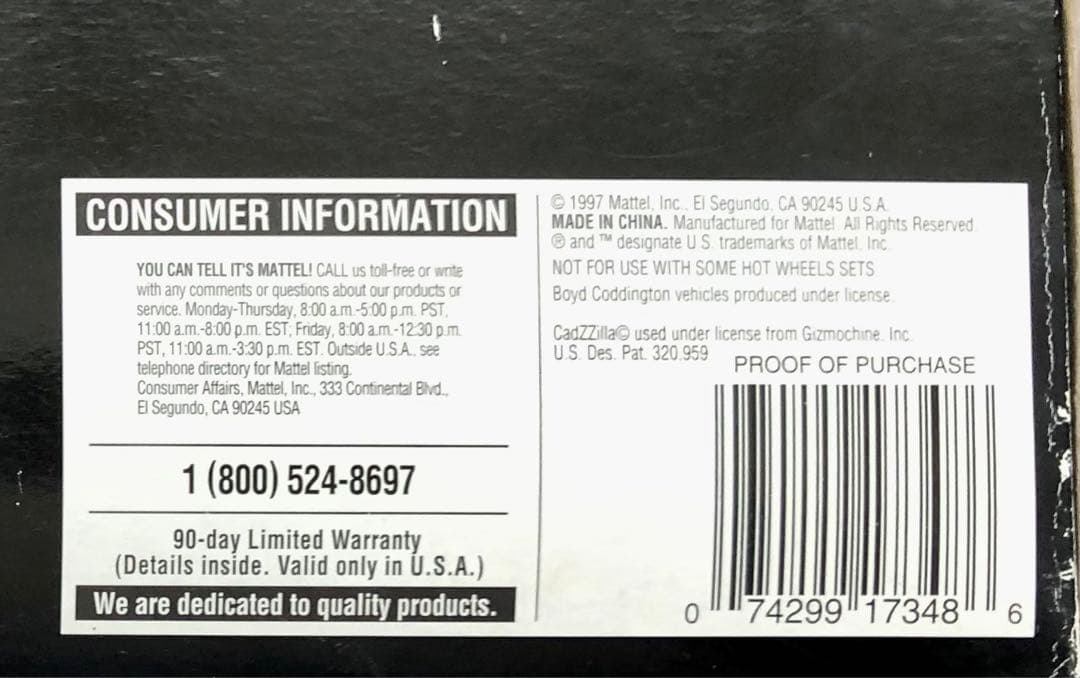 CONSUMER INFORMATION
YOU CAN TELL IT'S MATTEL! CALL us toll-free or write
with any comments or questions about our products or
service. Monday-Thursday, 8:00 a.m.-5:00 p.m. PST,
11:00 a.m.-8:00 p.m. EST; Friday, 8:00 a.m.-12:30 p.m.
PST, 11:00 a.m.-3:30 p.m. EST. Outside U.S.A., see
telephone directory for Mattel listing.
Consumer Affairs, Mattel, Inc., 333 Continental Blvd.,
El Segundo, CA 90245 USA
1 (800) 524-8697
90-day Limited Warranty
(Details inside. Valid only in U.S.A.)
We are dedicated to quality products.
© 1997 Mattel, Inc., El Segundo, CA 90245 U.S.A.
MADE IN CHINA. Manufactured for Mattel. All Rights Reserved.
® and ™ designate U.S. trademarks of Mattel, Inc.
NOT FOR USE WITH SOME HOT WHEELS SETS
Boyd Coddington vehicles produced under license.
CadZZilla© used under license from Gizmochine, Inc.
U.S. Des. Pat. 320,959
PROOF OF PURCHASE
0 74299 17348 6